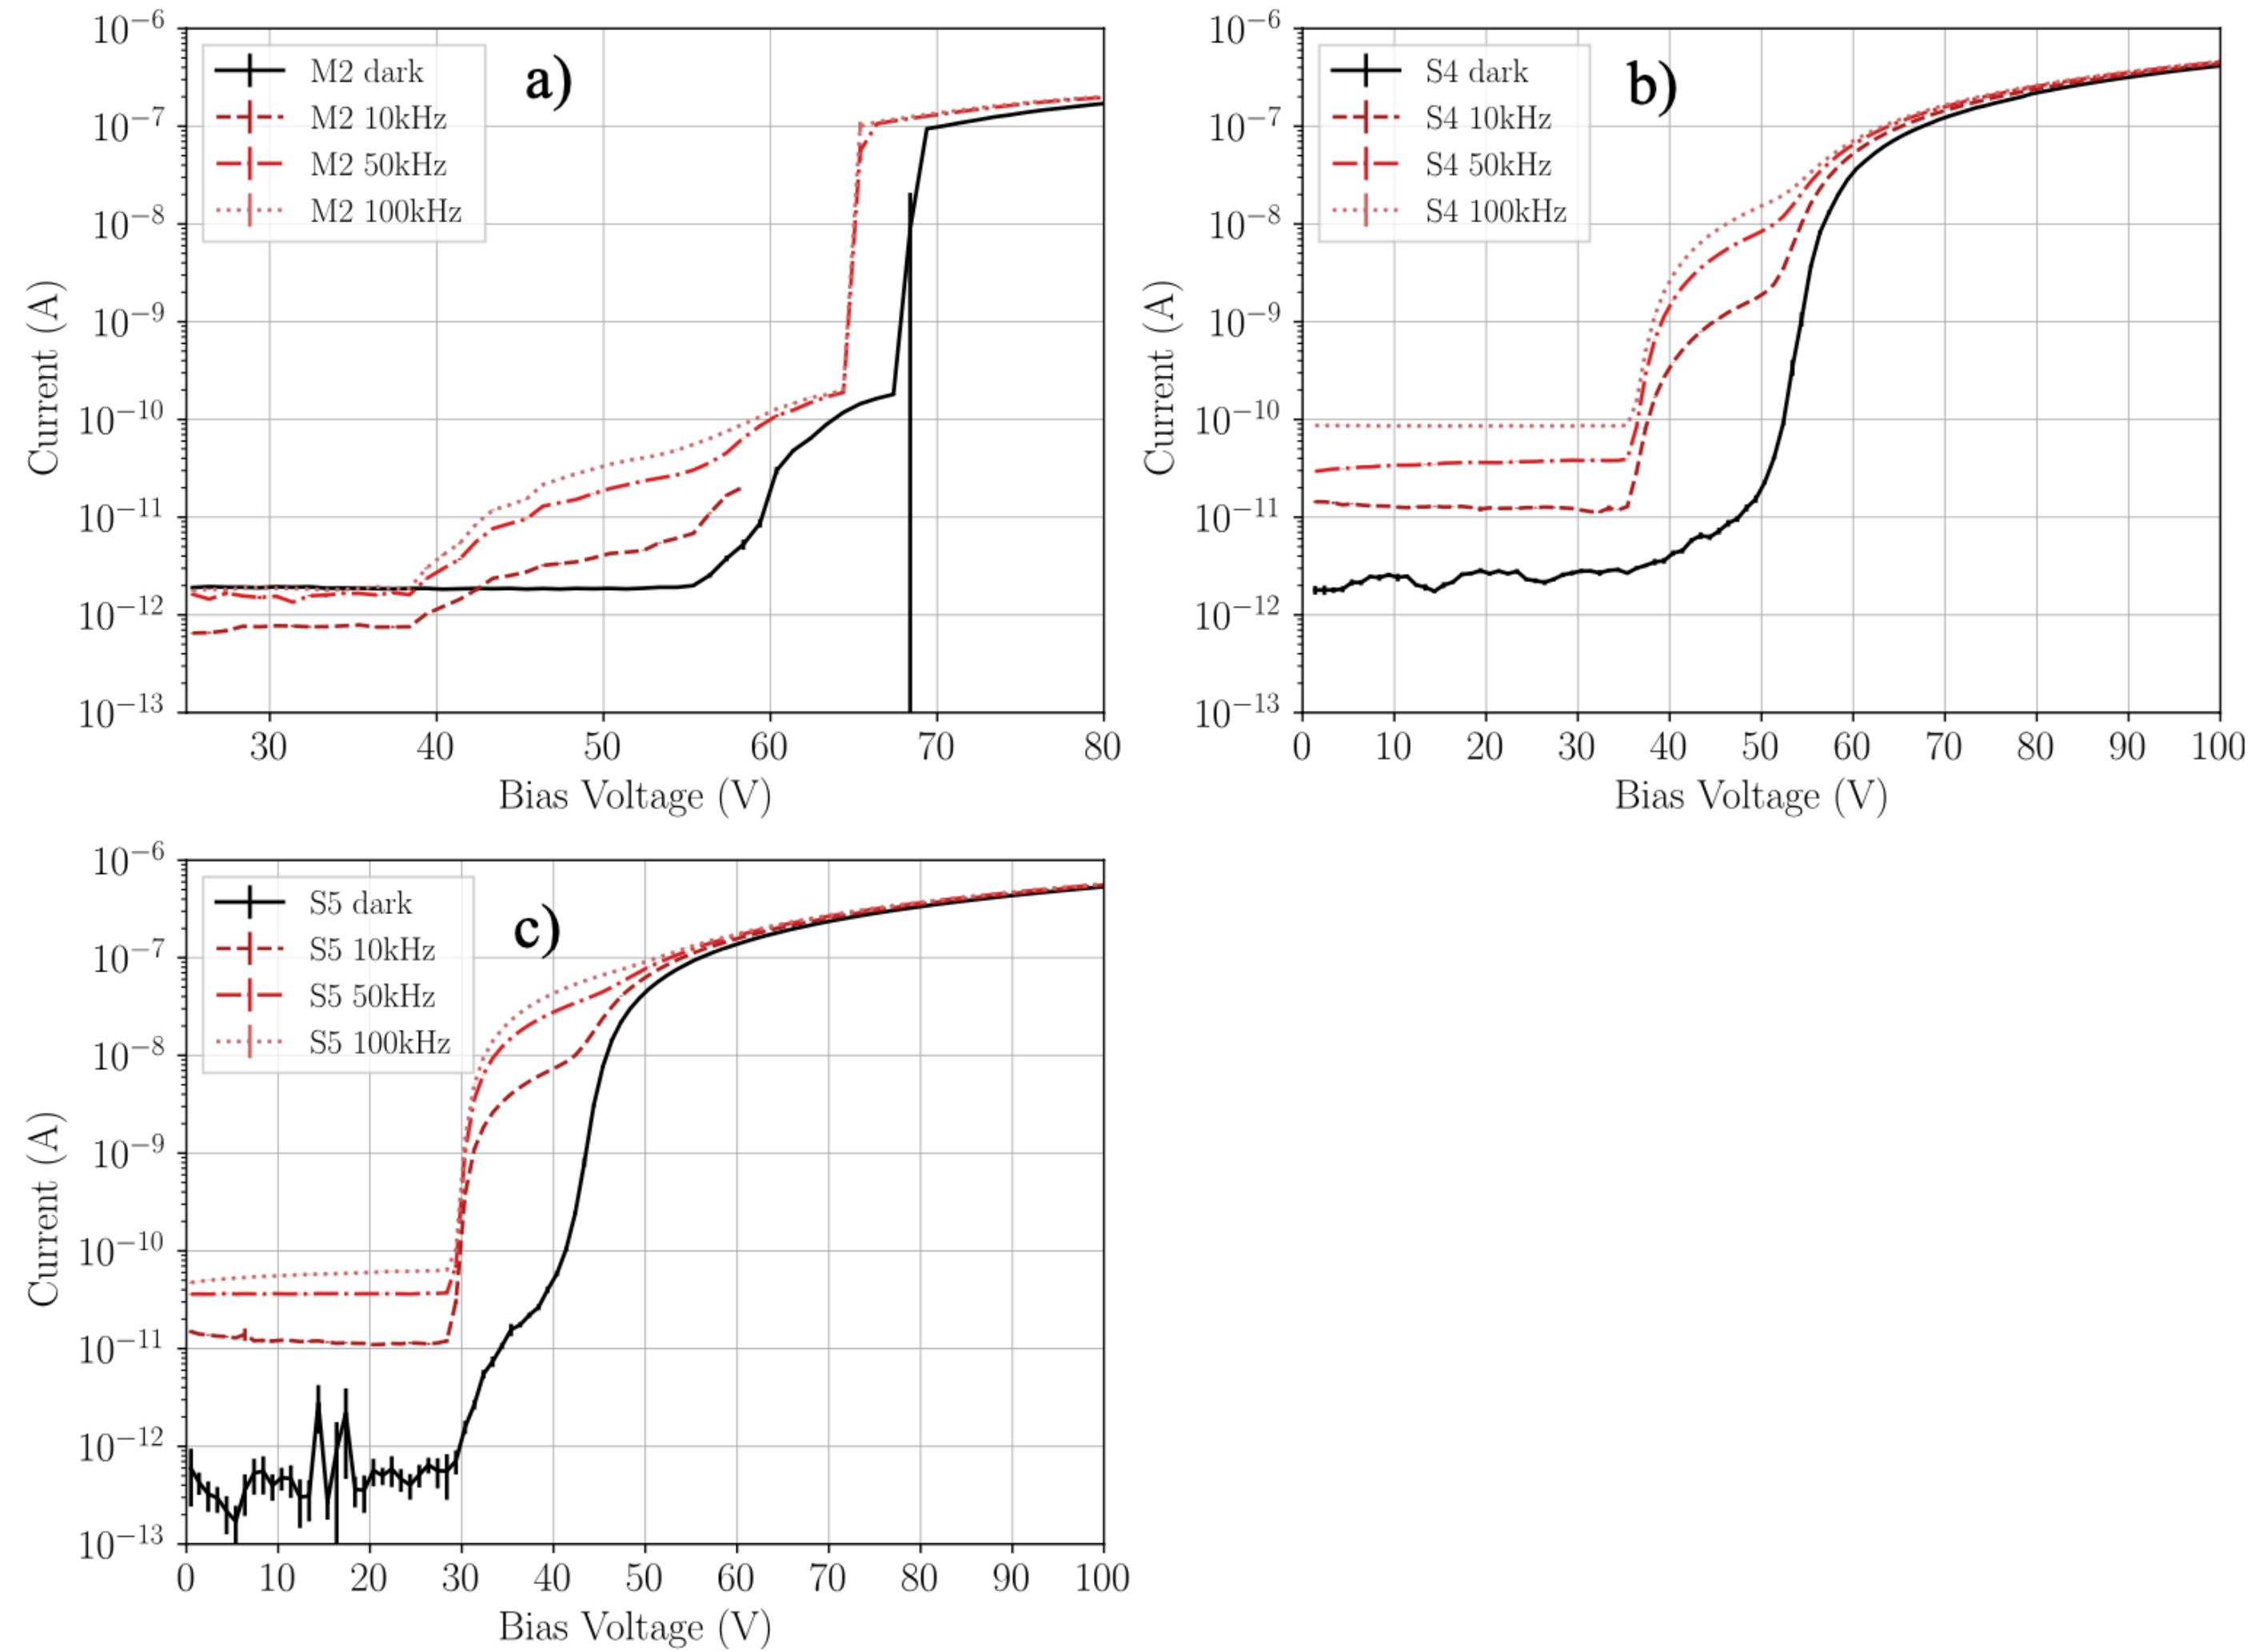 a)
M2 dark
M2 10kHz
M2 50kHz
M2 100kHz
Current (A)
10⁻⁶
10⁻⁷
10⁻⁸
10⁻⁹
10⁻¹⁰
10⁻¹¹
10⁻¹²
10⁻¹³
30 40 50 60 70 80
Bias Voltage (V)
b)
S4 dark
S4 10kHz
S4 50kHz
S4 100kHz
Current (A)
10⁻⁶
10⁻⁷
10⁻⁸
10⁻⁹
10⁻¹⁰
10⁻¹¹
10⁻¹²
10⁻¹³
0 10 20 30 40 50 60 70 80 90 100
Bias Voltage (V)
c)
S5 dark
S5 10kHz
S5 50kHz
S5 100kHz
Current (A)
10⁻⁶
10⁻⁷
10⁻⁸
10⁻⁹
10⁻¹⁰
10⁻¹¹
10⁻¹²
10⁻¹³
0 10 20 30 40 50 60 70 80 90 100
Bias Voltage (V)